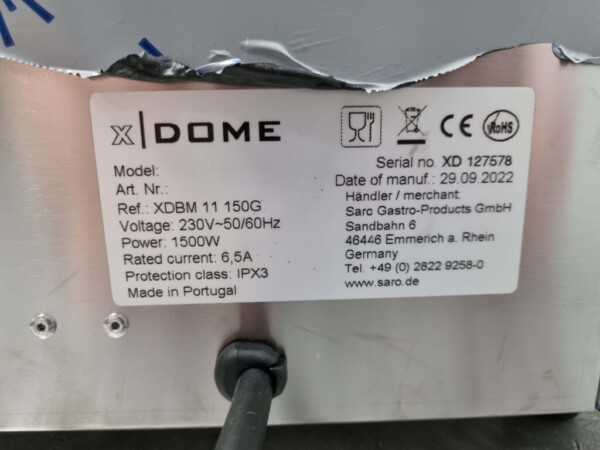 x|DOME
CE
RoHS
Model:
Art. Nr.:
Ref.: XDBM 11 150G
Voltage: 230V~50/60Hz
Power: 1500W
Rated current: 6,5A
Protection class: IPX3
Made in Portugal
Serial no. XD 127578
Date of manuf.: 29.09.2022
Händler / merchant:
Saro Gastro-Products GmbH
Sandbahn 6
46446 Emmerich a. Rhein
Germany
Tel. +49 (0) 2822 9258-0
www.saro.de